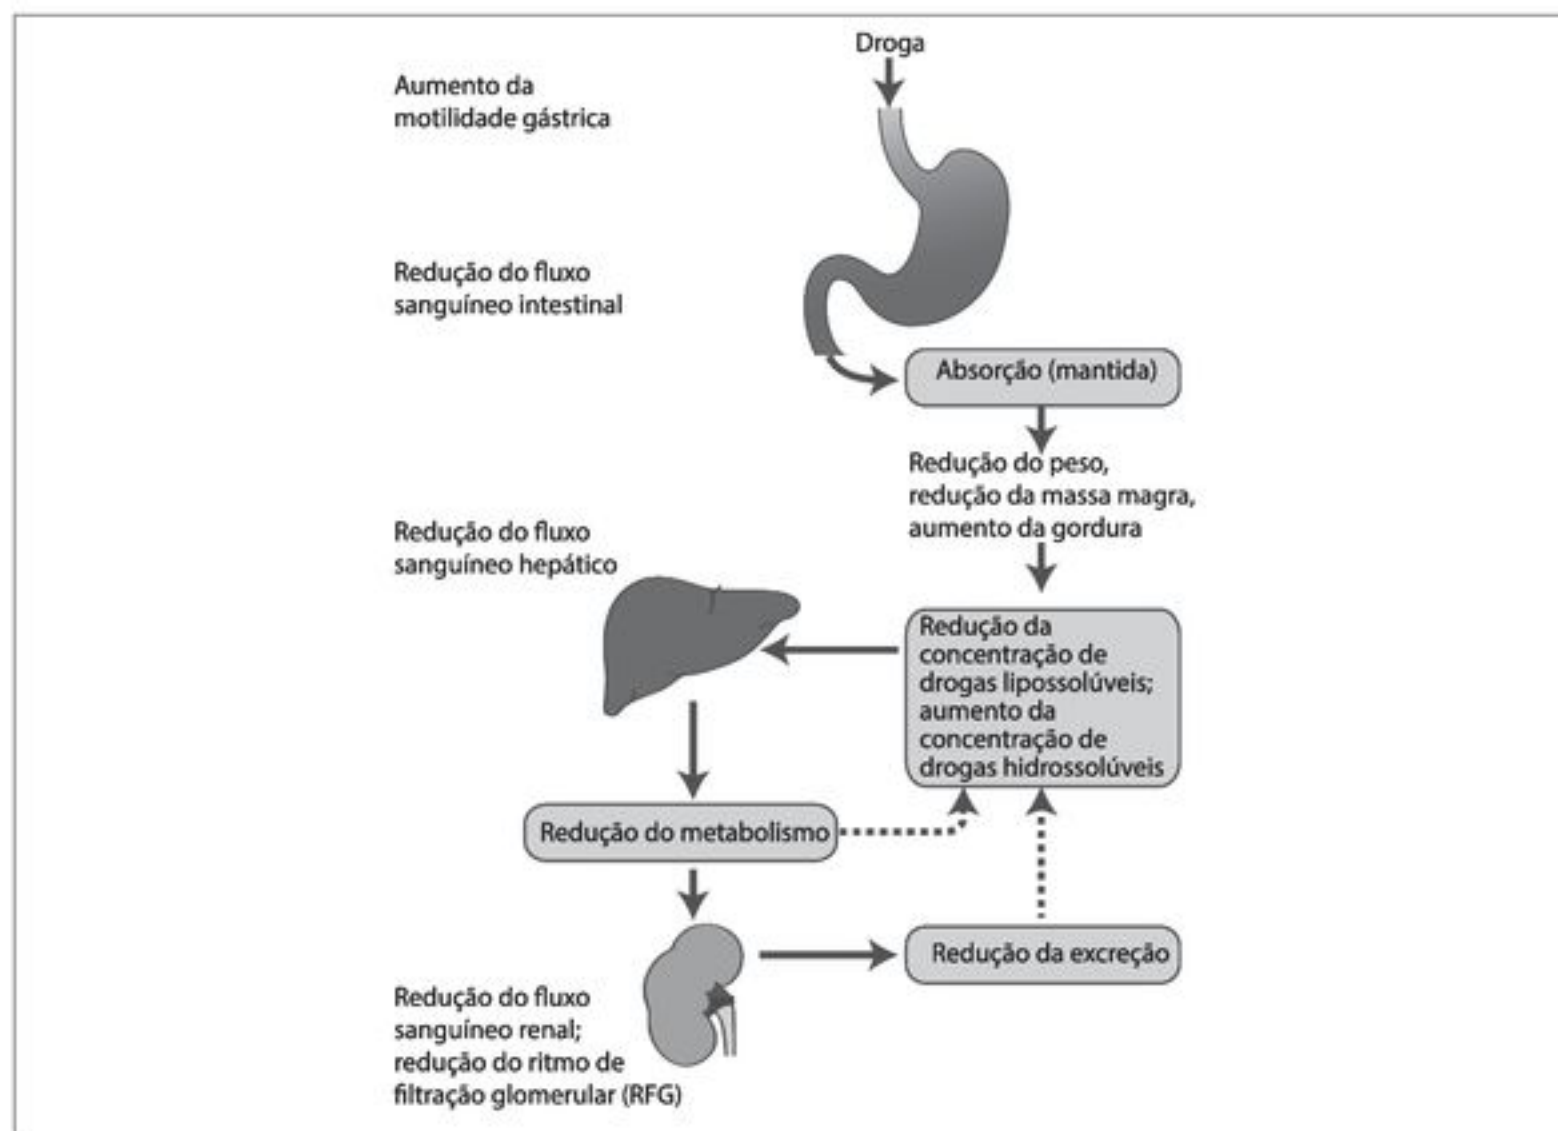 Droga
Aumento da
motilidade gástrica
Redução do fluxo
sanguíneo intestinal
Absorção (mantida)
Redução do peso,
redução da massa magra,
aumento da gordura
Redução do fluxo
sanguíneo hepático
Redução da
concentração de
drogas lipossolúveis;
aumento da
concentração de
drogas hidrossolúveis
Redução do metabolismo
Redução da excreção
Redução do fluxo
sanguíneo renal;
redução do ritmo de
filtração glomerular (RFG)